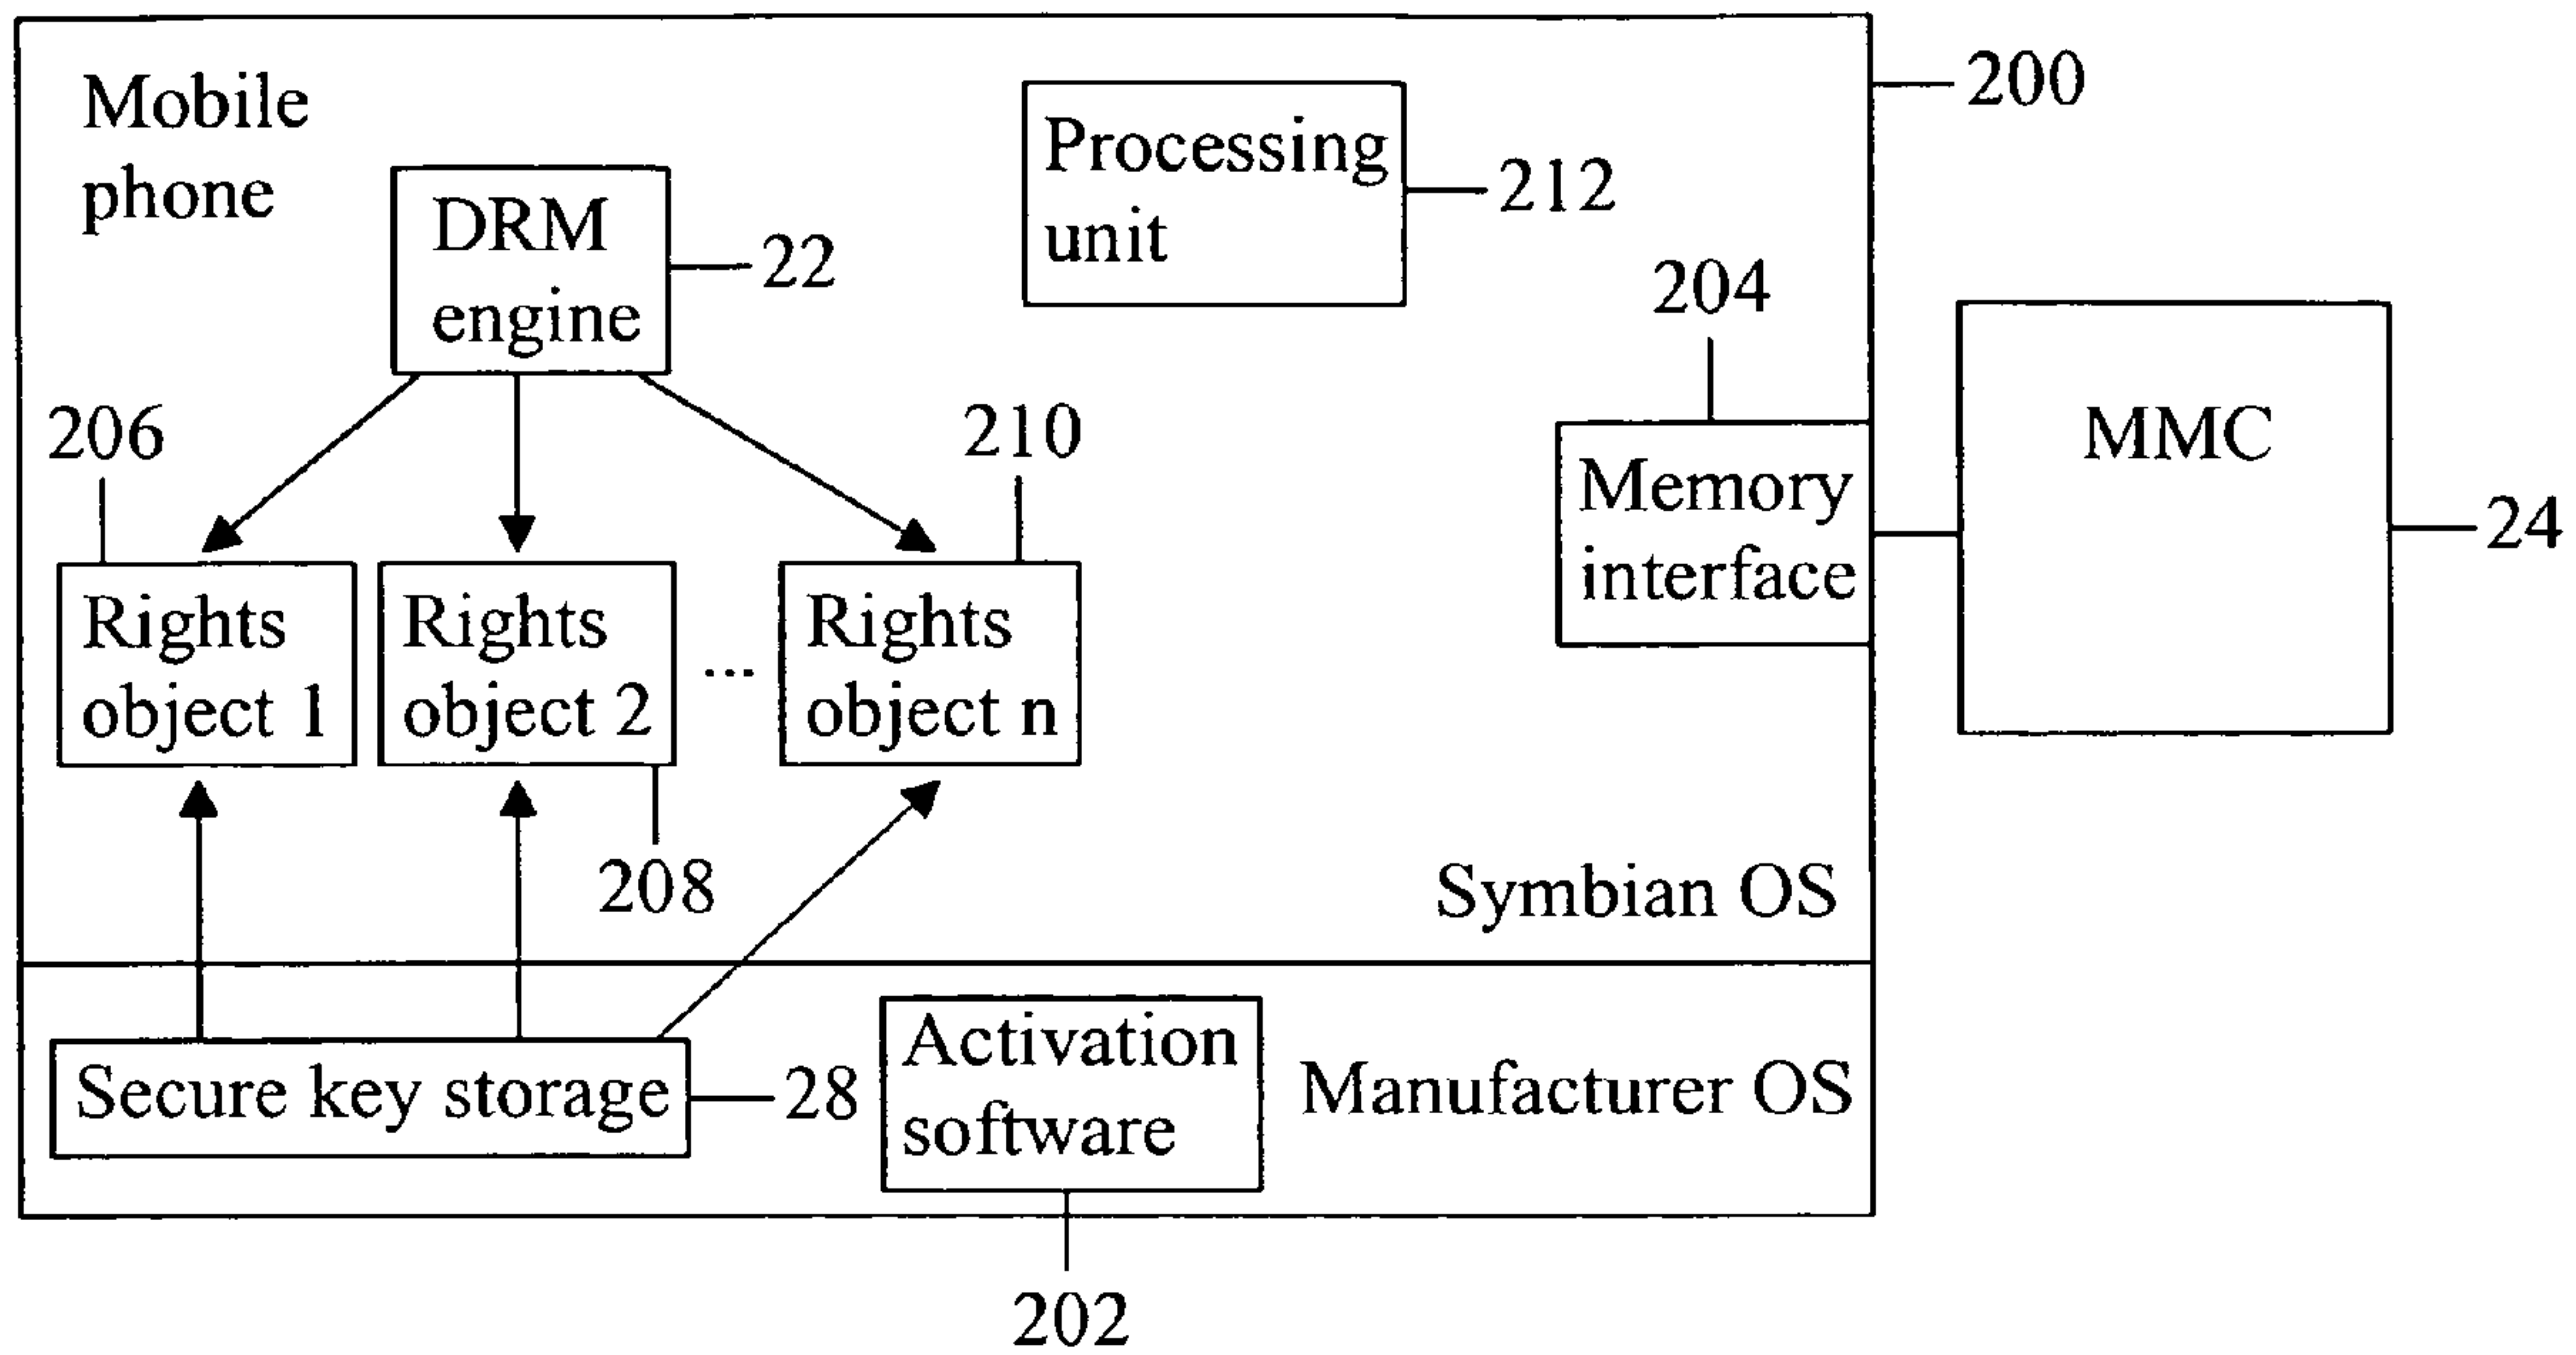 Mobile
phone
DRM
engine
22
Processing
unit
212
200
204
Memory
interface
MMC
24
206
210
Rights
object 1
Rights
object 2
...
Rights
object n
208
Symbian OS
Secure key storage
28
Activation
software
Manufacturer OS
202